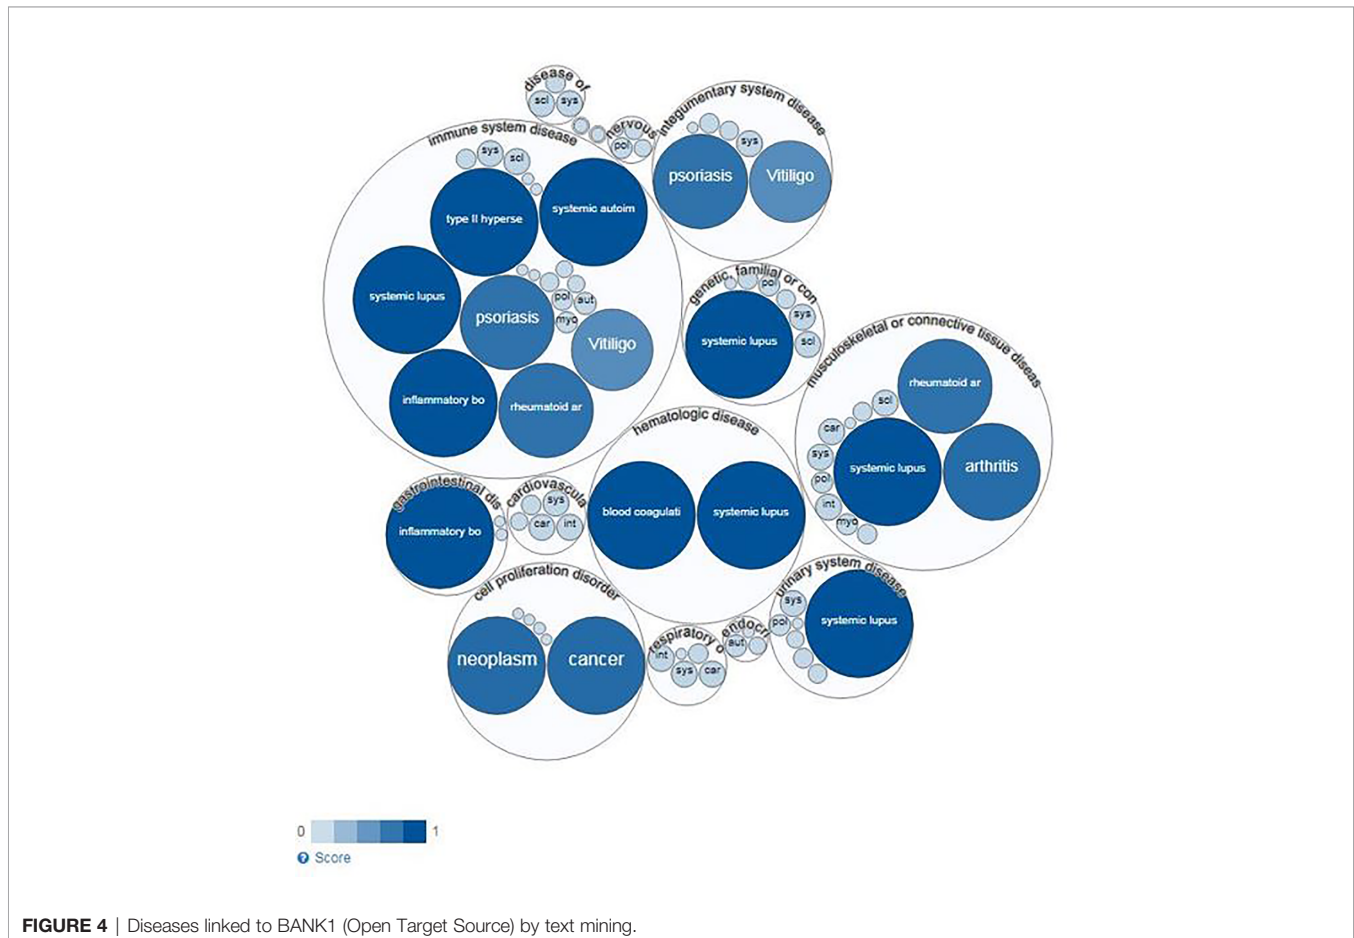 disease of
scl
sys
nervous
pol
integumentary system disease
sys
psoriasis
Vitiligo
immune system disease
sys
scl
type II hyperse
systemic autoim
systemic lupus
psoriasis
pol
aut
myo
Vitiligo
inflammatory bo
rheumatoid ar
genetic, familial or con
pol
sys
scl
systemic lupus
musculoskeletal or connective tissue diseas
rheumatoid ar
scl
car
sys
pol
int
myo
systemic lupus
arthritis
hematologic disease
blood coagulati
systemic lupus
gastrointestinal dis
inflammatory bo
cardiovascula
sys
car
int
cell proliferation disorder
neoplasm
cancer
respiratory o
int
sys
car
endocri
aut
urinary system disease
sys
pol
systemic lupus
0
1
? Score
FIGURE 4 | Diseases linked to BANK1 (Open Target Source) by text mining.